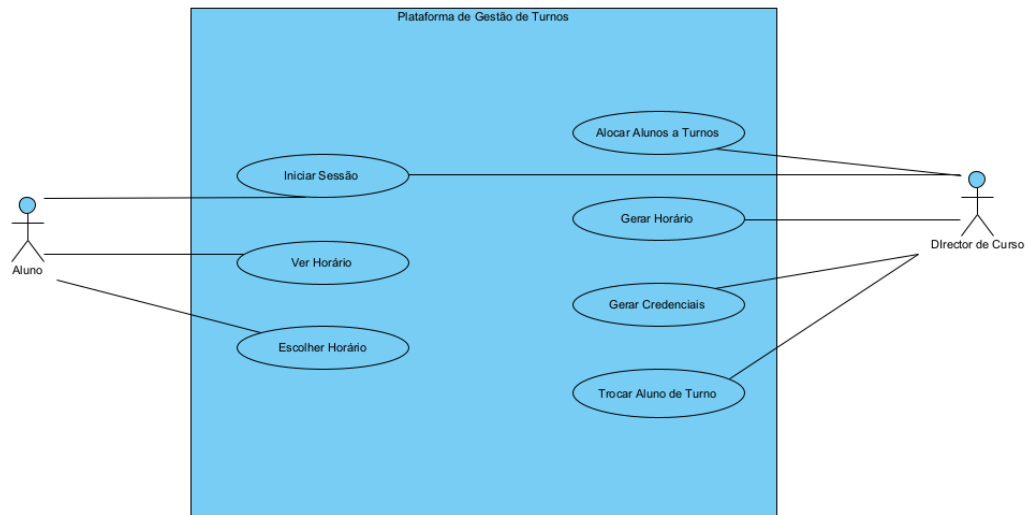 Plataforma de Gestão de Turnos
Alocar Alunos a Turnos
Iniciar Sessão
Gerar Horário
DIrector de Curso
Aluno
Ver Horário
Gerar Credenciais
Escolher Horário
Trocar Aluno de Turno